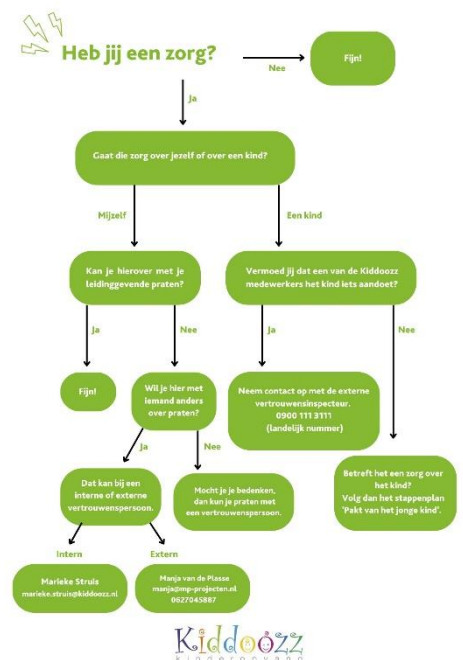 Heb jij een zorg?
Nee
Fijn!
Ja
Gaat die zorg over jezelf of over een kind?
Mijzelf
Een kind
Kan je hierover met je
leidinggevende praten?
Vermoed jij dat een van de Kiddoozz
medewerkers het kind iets aandoet?
Ja
Nee
Ja
Nee
Fijn!
Wil je hier met
iemand anders
over praten?
Neem contact op met de externe
vertrouwensinspecteur.
0900 111 3111
(landelijk nummer)
Ja
Nee
Dat kan bij een
interne of externe
vertrouwenspersoon.
Mocht je je bedenken,
dan kun je praten met
een vertrouwenspersoon.
Betreft het een zorg over
het kind?
Volg dan het stappenplan
'Pakt van het jonge kind'.
Intern
Extern
Marieke Struis
marieke.struis@kiddoozz.nl
Manja van de Plasse
manja@mp-projecten.nl
0627045887
Kiddoozz
kinderopvang